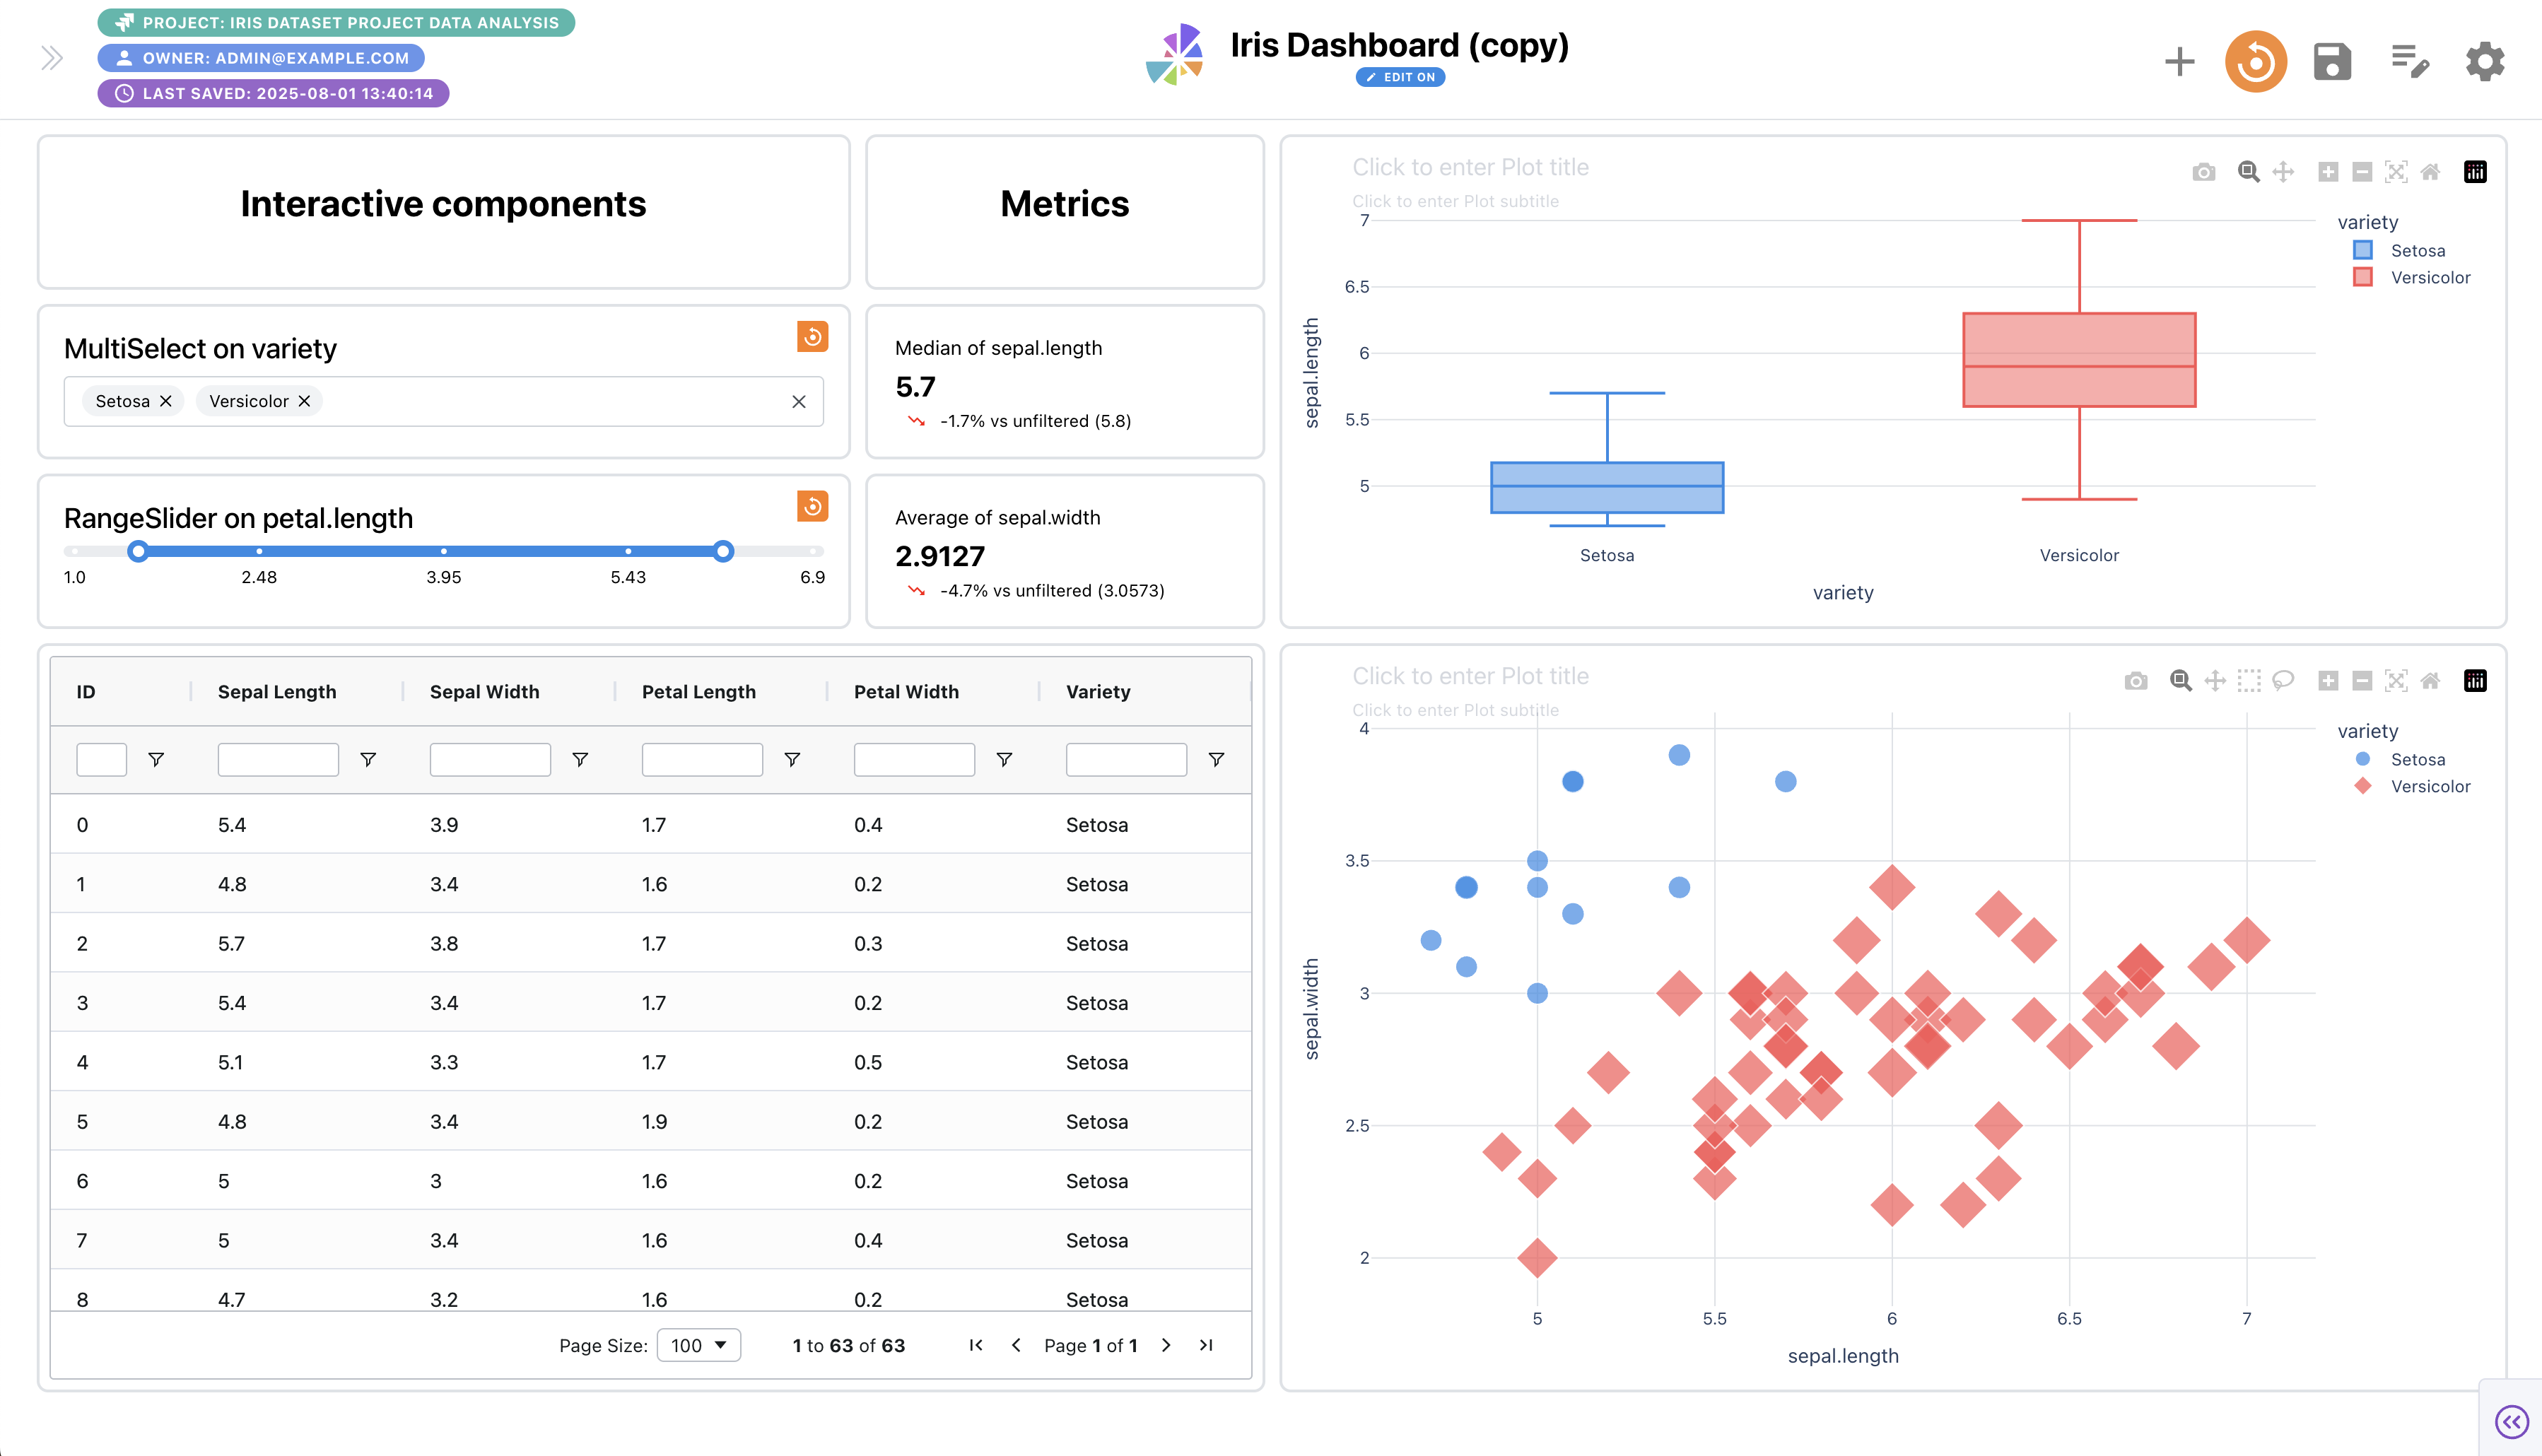 PROJECT: IRIS DATASET PROJECT DATA ANALYSIS
OWNER: ADMIN@EXAMPLE.COM
LAST SAVED: 2025-08-01 13:40:14
Iris Dashboard (copy)
EDIT ON
Interactive components
Metrics
MultiSelect on variety
Setosa Versicolor
RangeSlider on petal.length
1.0 2.48 3.95 5.43 6.9
Median of sepal.length
5.7
-1.7% vs unfiltered (5.8)
Average of sepal.width
2.9127
-4.7% vs unfiltered (3.0573)
Click to enter Plot title
Click to enter Plot subtitle
7
6.5
6
5.5
5
sepal.length
Setosa Versicolor
variety
variety
Setosa
Versicolor
ID Sepal Length Sepal Width Petal Length Petal Width Variety
0 5.4 3.9 1.7 0.4 Setosa
1 4.8 3.4 1.6 0.2 Setosa
2 5.7 3.8 1.7 0.3 Setosa
3 5.4 3.4 1.7 0.2 Setosa
4 5.1 3.3 1.7 0.5 Setosa
5 4.8 3.4 1.9 0.2 Setosa
6 5 3 1.6 0.2 Setosa
7 5 3.4 1.6 0.4 Setosa
8 4.7 3.2 1.6 0.2 Setosa
Page Size: 100 1 to 63 of 63 Page 1 of 1
Click to enter Plot title
Click to enter Plot subtitle
4
3.5
3
2.5
2
sepal.width
5 5.5 6 6.5 7
sepal.length
variety
Setosa
Versicolor